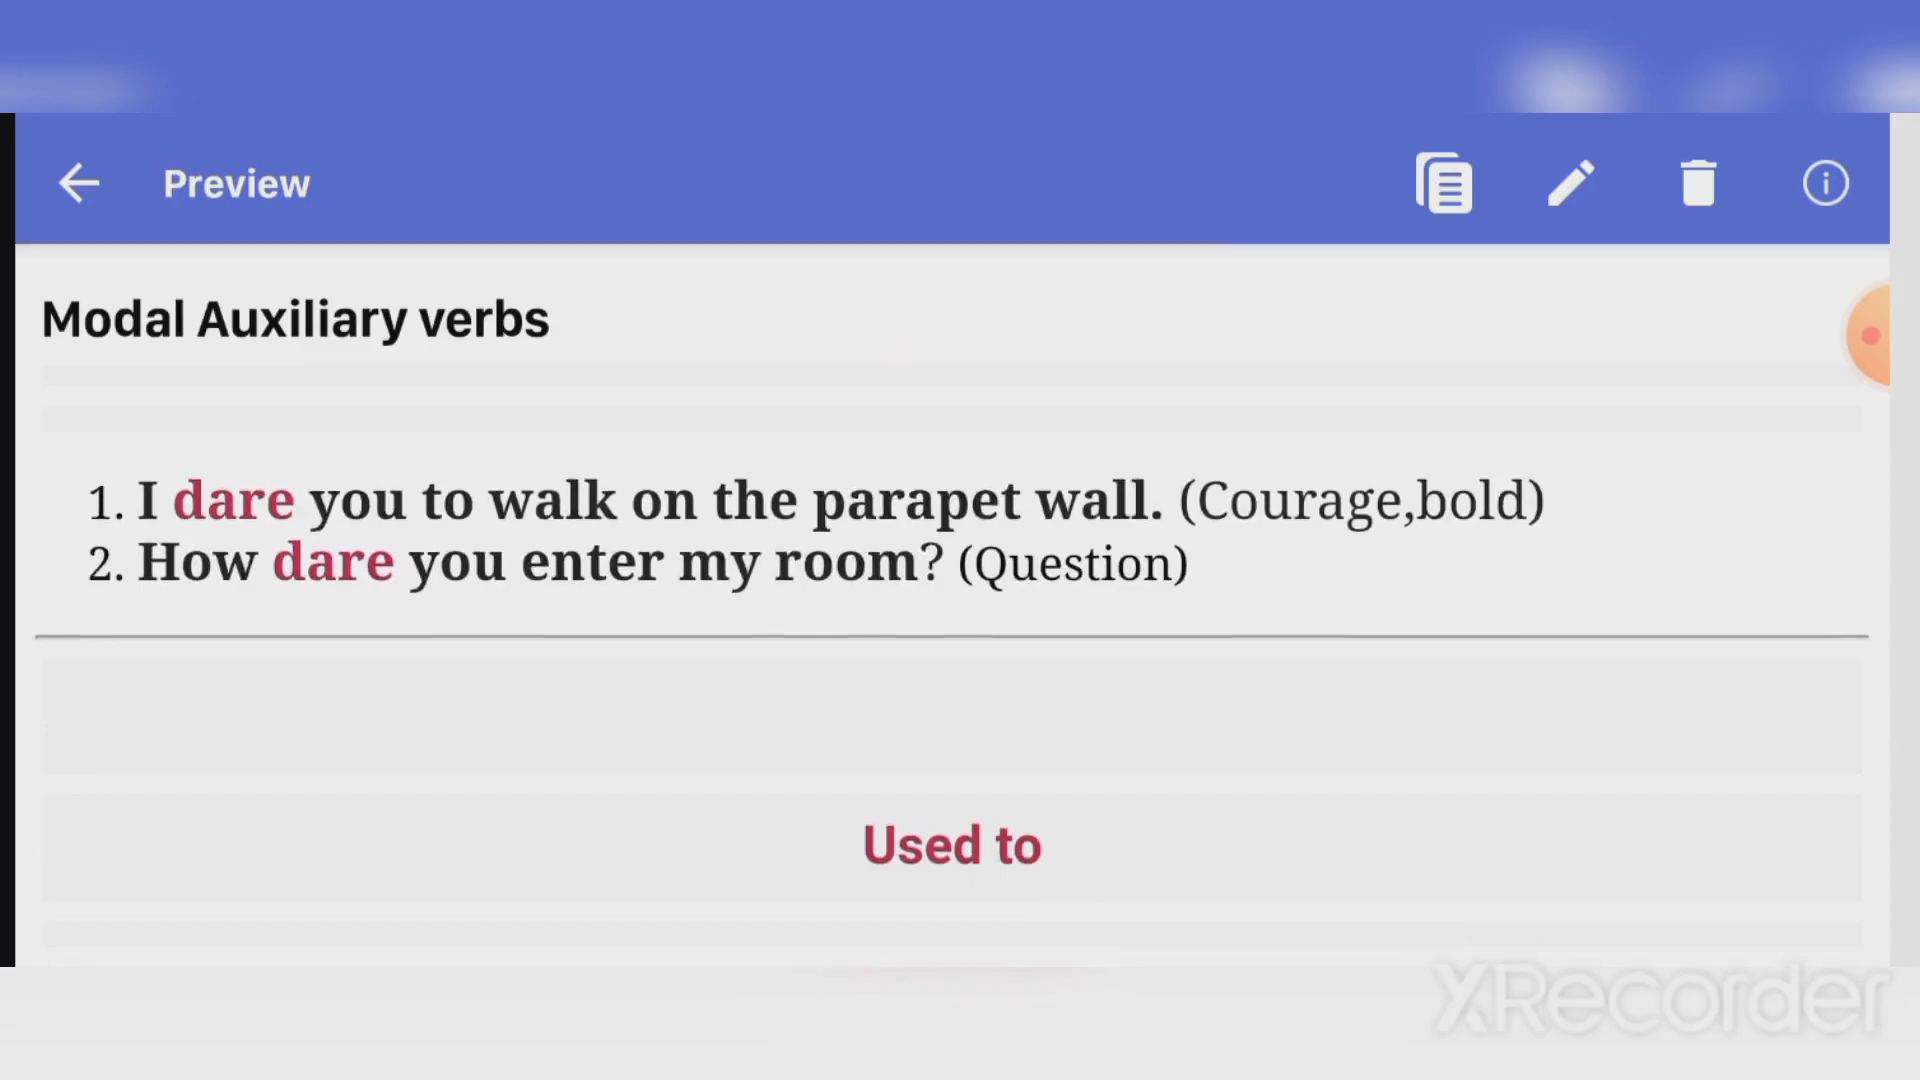 Preview
Modal Auxiliary verbs
1. I dare you to walk on the parapet wall. (Courage,bold)
2. How dare you enter my room? (Question)
Used to
XRecorder